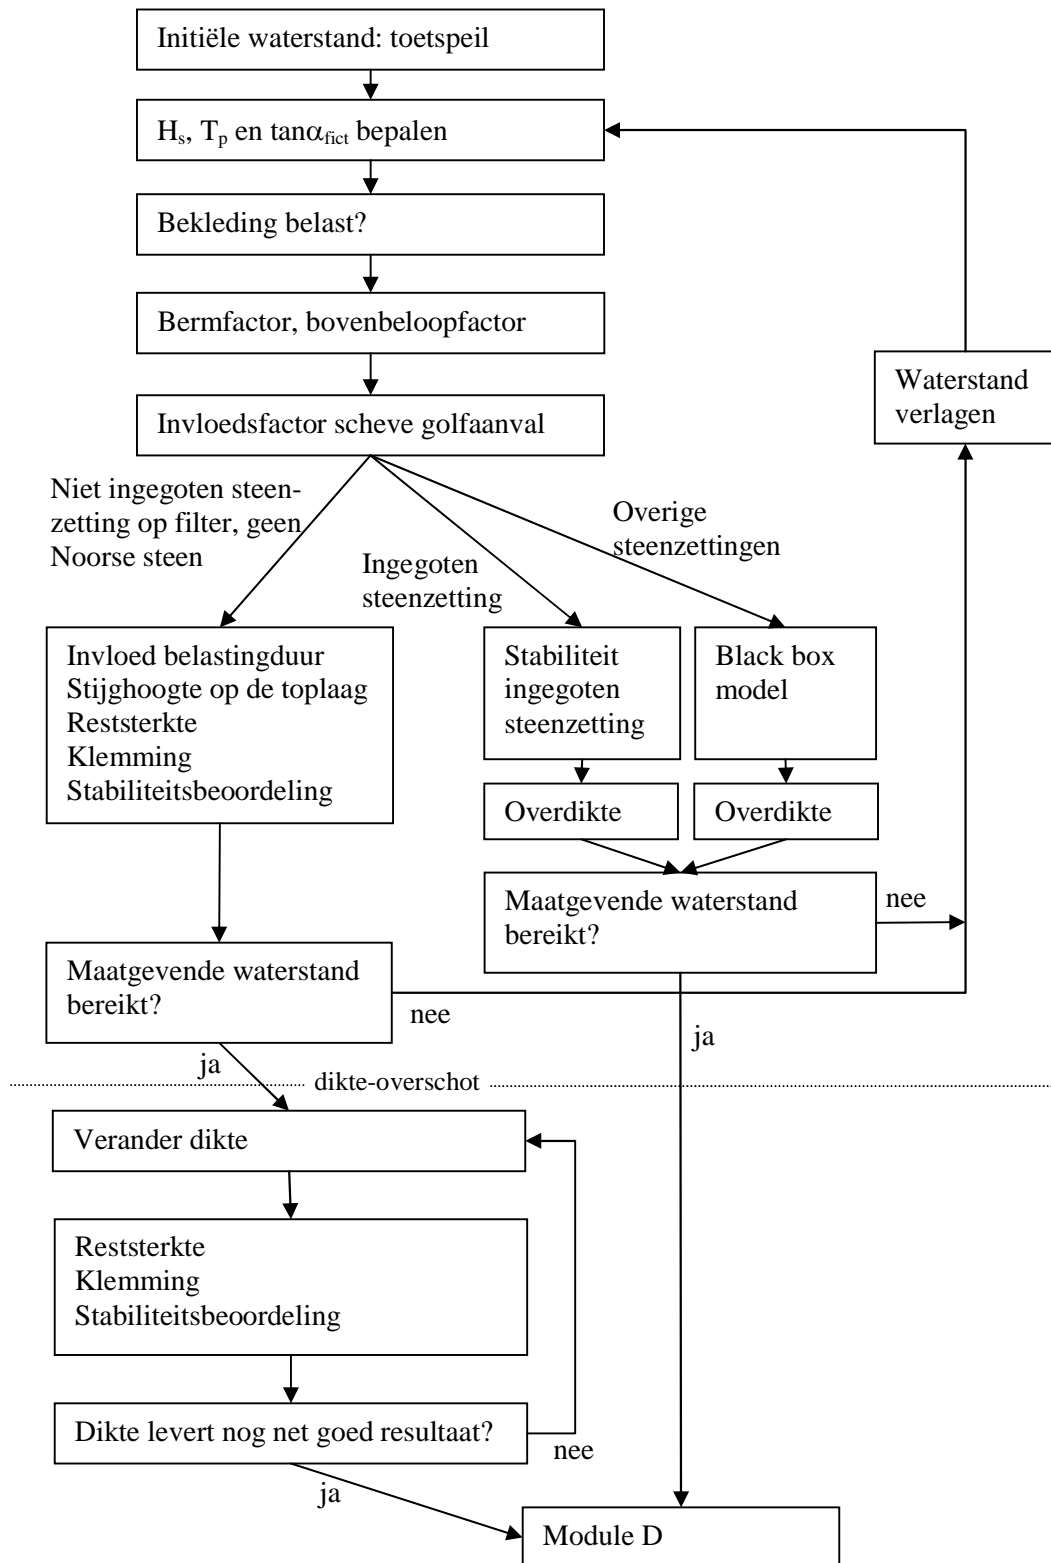 Initiële waterstand: toetspeil
Hs, Tp en tanαfict bepalen
Bekleding belast?
Bermfactor, bovenbeloopfactor
Waterstand
verlagen
Invloedsfactor scheve golfaanval
Niet ingegoten steen-
zetting op filter, geen
Noorse steen
Ingegoten
steenzetting
Overige
steenzettingen
Invloed belastingduur
Stijghoogte op de toplaag
Reststerkte
Klemming
Stabiliteitsbeoordeling
Stabiliteit
ingegoten
steenzetting
Black box
model
Overdikte
Overdikte
Maatgevende waterstand
bereikt?
nee
Maatgevende waterstand
bereikt?
nee
ja
ja
dikte-overschot
Verander dikte
Reststerkte
Klemming
Stabiliteitsbeoordeling
Dikte levert nog net goed resultaat?
nee
ja
Module D